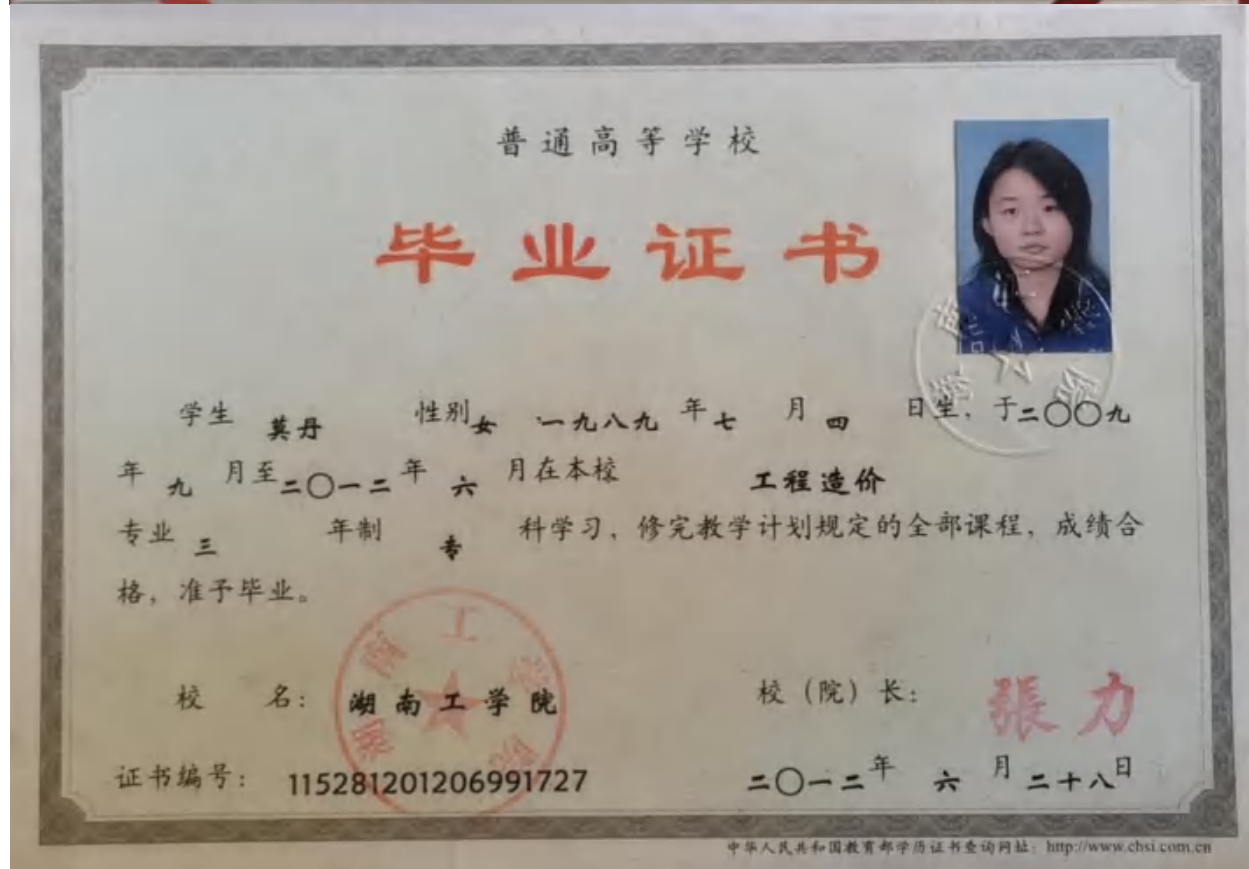 普通高等学校
毕业证书
学生 莫丹 性别 女 一九八九 年 七 月 四 日生，于二〇〇九
年 九 月至 二〇一二 年 六 月在本校 工程造价
专业 三 年制 专 科学习，修完教学计划规定的全部课程，成绩合
格，准予毕业。
校 名： 湖南工学院 校（院）长： 張力
证书编号： 115281201206991727 二〇一二年 六 月 二十八日
中华人民共和国教育部学历证书查询网址：http://www.chsi.com.cn
湖南工学院